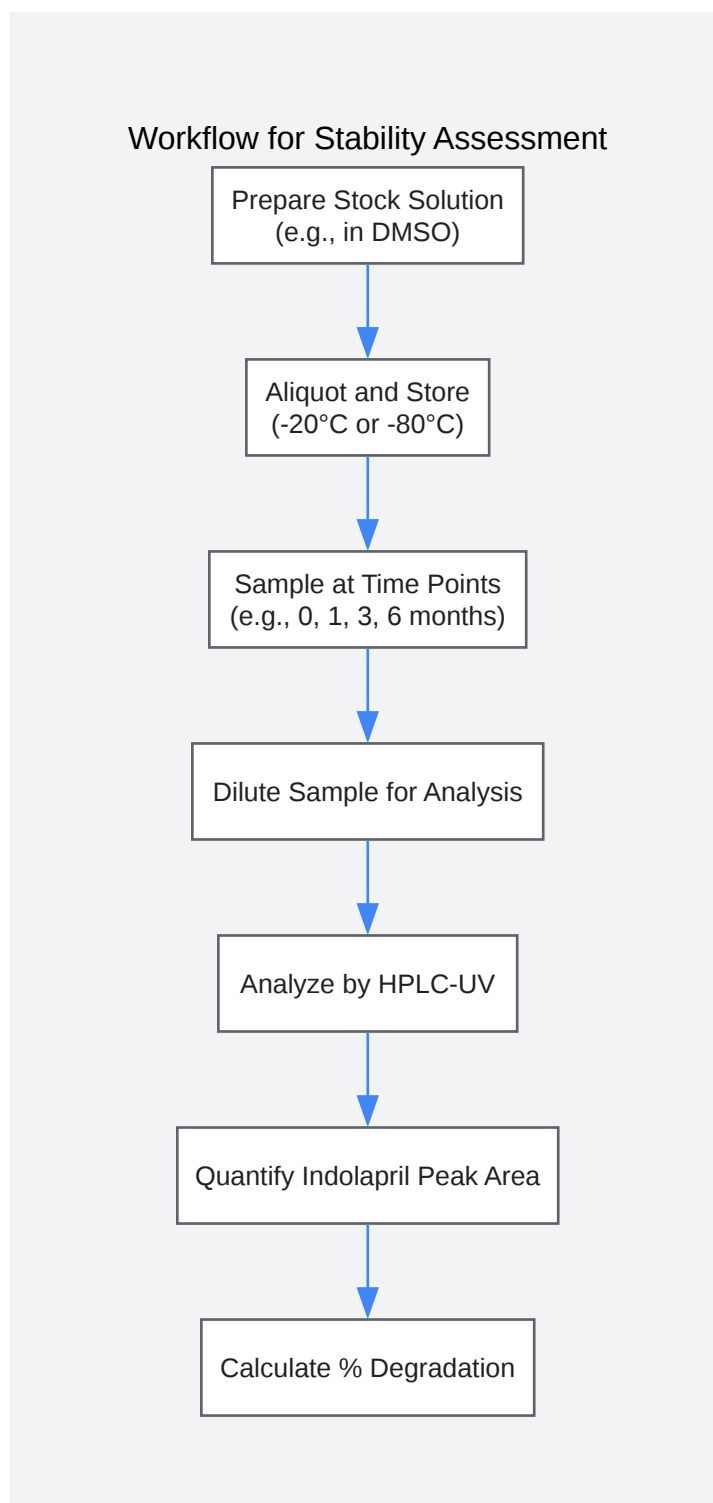 Workflow for Stability Assessment
Prepare Stock Solution
(e.g., in DMSO)
Aliquot and Store
(-20°C or -80°C)
Sample at Time Points
(e.g., 0, 1, 3, 6 months)
Dilute Sample for Analysis
Analyze by HPLC-UV
Quantify Indolapril Peak Area
Calculate % Degradation